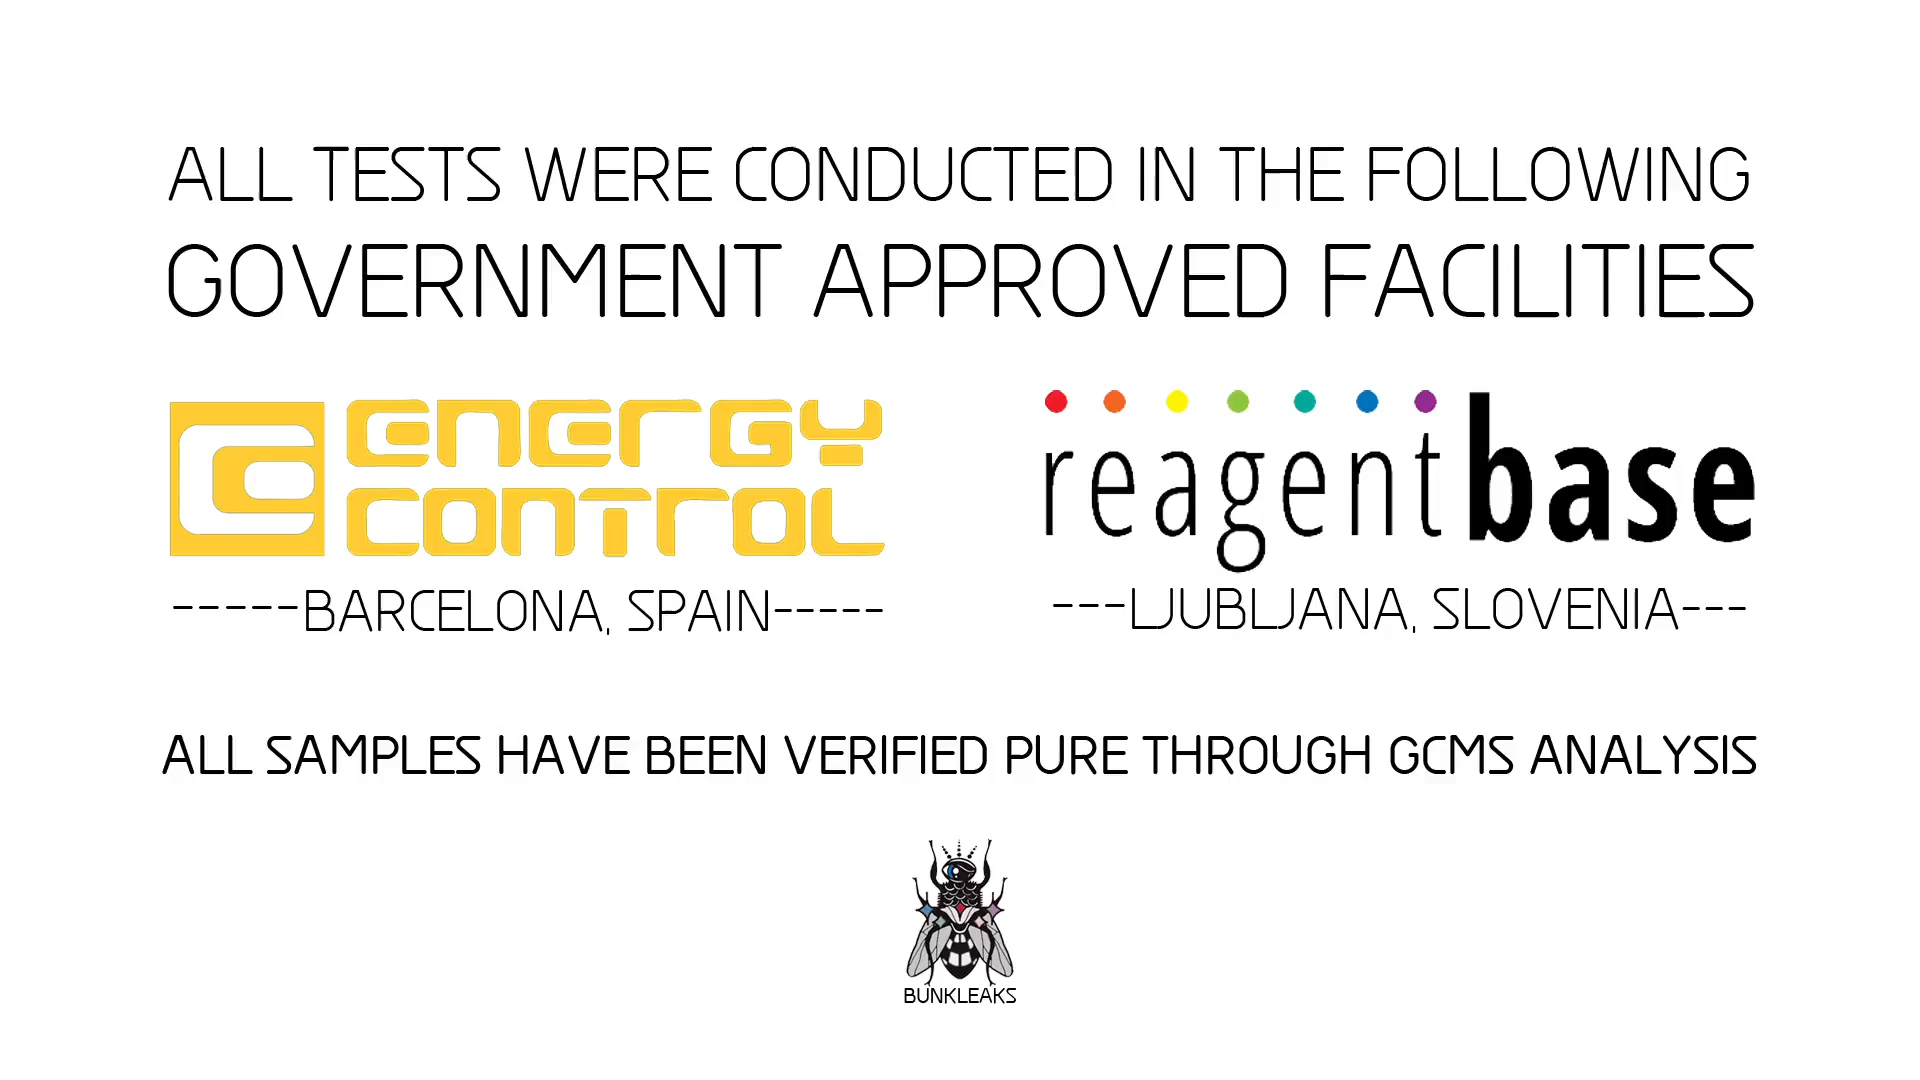 ALL TESTS WERE CONDUCTED IN THE FOLLOWING
GOVERNMENT APPROVED FACILITIES
energy control
reagentbase
-----BARCELONA, SPAIN-----
---LJUBLJANA, SLOVENIA---
ALL SAMPLES HAVE BEEN VERIFIED PURE THROUGH GCMS ANALYSIS
BUNKLEAKS